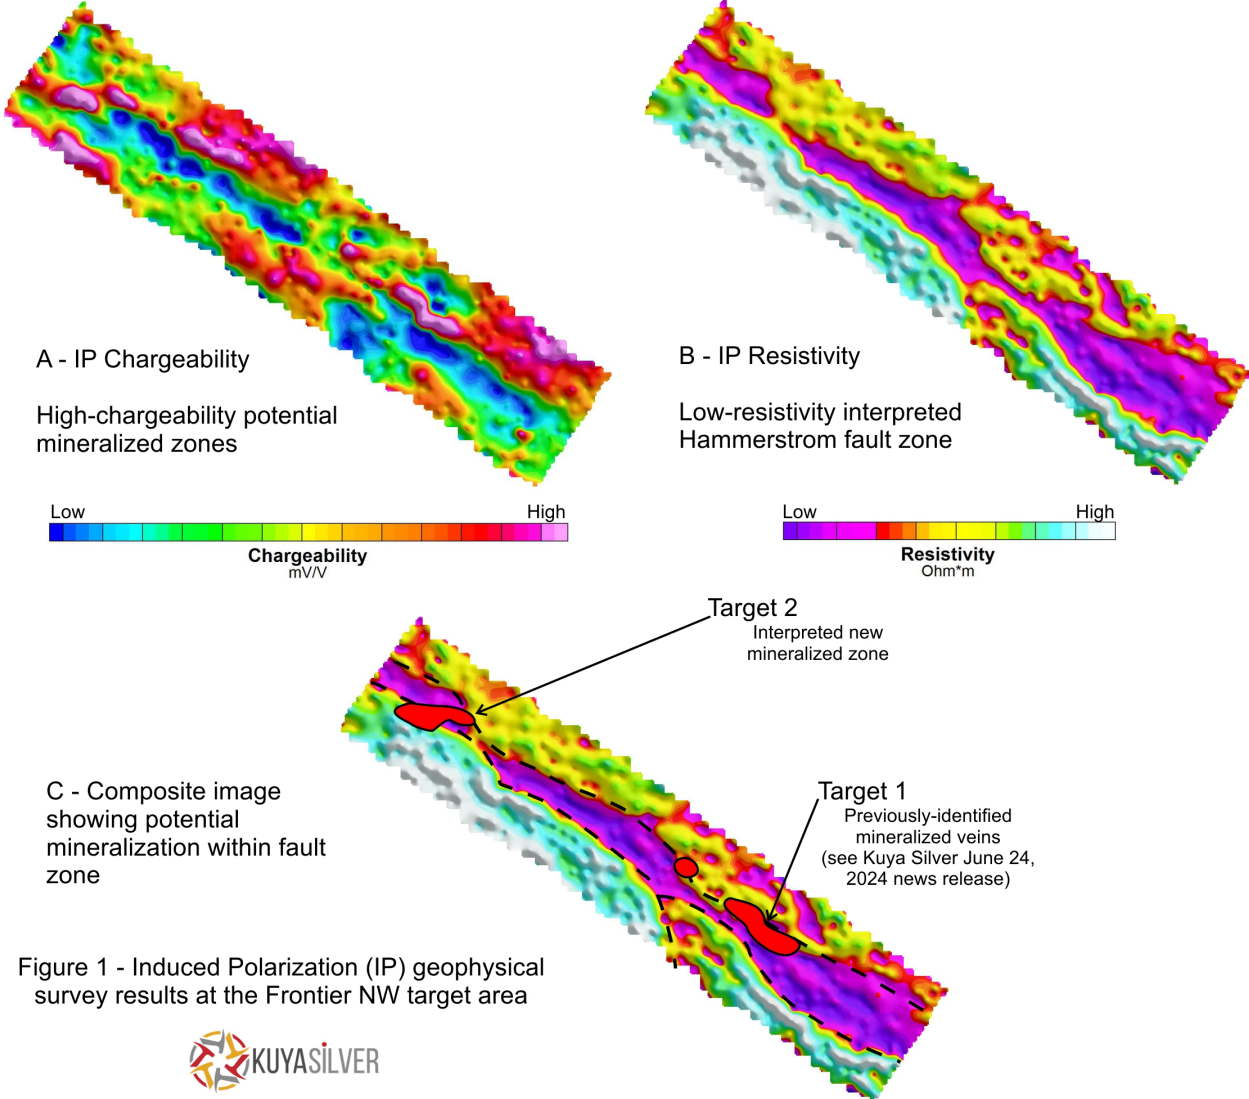 A - IP Chargeability
High-chargeability potential
mineralized zones
Low
High
Chargeability
mV/V
B - IP Resistivity
Low-resistivity interpreted
Hammerstrom fault zone
Low
High
Resistivity
Ohm*m
Target 2
Interpreted new
mineralized zone
Target 1
Previously-identified
mineralized veins
(see Kuya Silver June 24,
2024 news release)
C - Composite image
showing potential
mineralization within fault
zone
Figure 1 - Induced Polarization (IP) geophysical
survey results at the Frontier NW target area
KUYASILVER